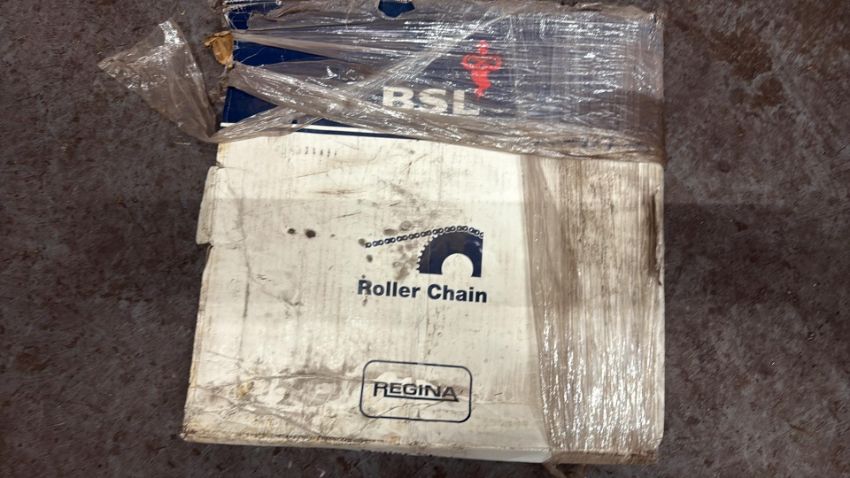 BSL
Roller Chain
REGINA